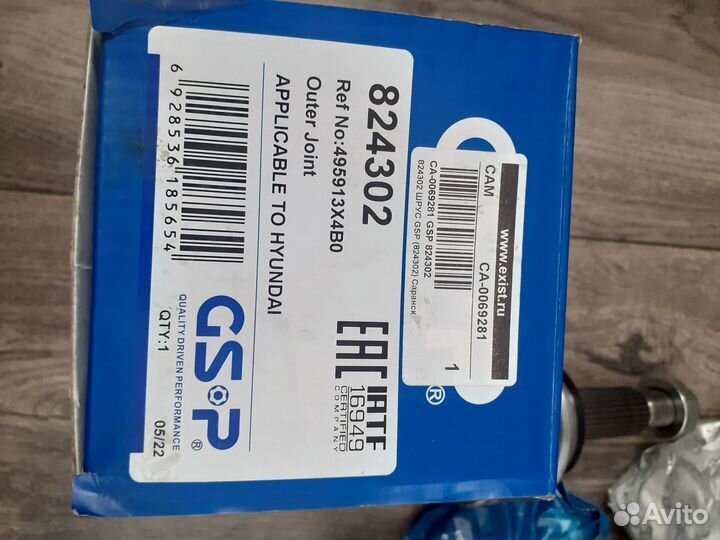 824302
Ref No:495913X4B0
Outer Joint
APPLICABLE TO HYUNDAI
6 928536 185654
EAC
IATF
16949
CERTIFIED
COMPANY
GSP®
QUALITY DRIVEN PERFORMANCE
QTY:1
05/22
®
www.exist.ru
САМ
CA-0069281
CA-0069281 GSP 824302
824302 ШРУС GSP (824302) Саранск
1
Avito